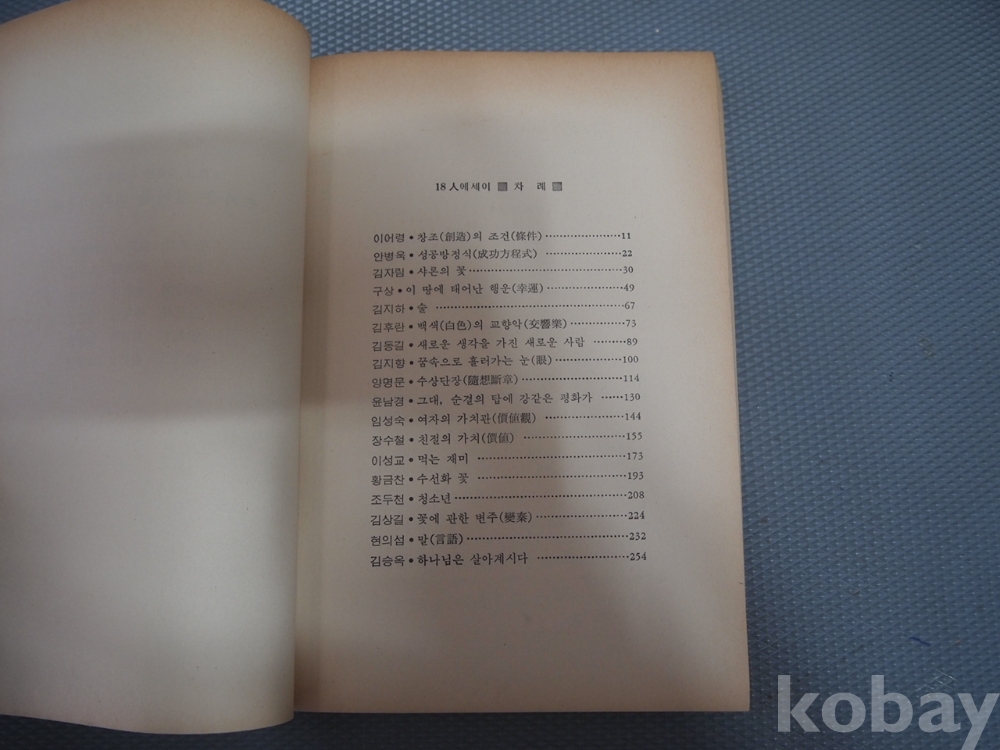 18人에세이 ▩ 차 례 ▩
이어령 • 창조(創造)의 조건(條件) ……………………11
안병욱 • 성공방정식(成功方程式) ……………………22
김자림 • 샤론의 꽃 ……………………30
구상 • 이 땅에 태어난 행운(幸運) ……………………49
김지하 • 술 ……………………67
김후란 • 백색(白色)의 교향악(交響樂) ……………………73
김동길 • 새로운 생각을 가진 새로운 사람 ………89
김지향 • 꿈속으로 흘러가는 눈(眼) ……………………100
양명문 • 수상단장(隨想斷章) ……………………114
윤남경 • 그대, 순결의 탑에 강같은 평화가 ……130
임성숙 • 여자의 가치관(價値觀) ……………………144
장수철 • 친절의 가치(價値) ……………………155
이성교 • 먹는 재미 ……………………173
황금찬 • 수선화 꽃 ……………………193
조두천 • 청소년 ……………………208
김상길 • 꽃에 관한 변주(變奏) ……………………224
현의섭 • 말(言語) ……………………232
김승옥 • 하나님은 살아계시다 ……………………254
kobay